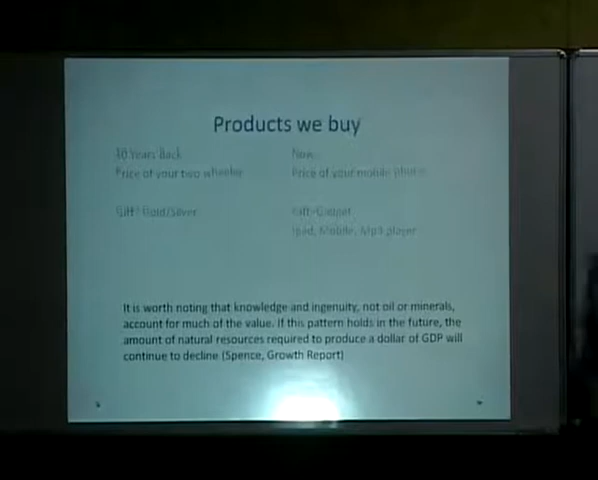 Products we buy
10 Years Back Now
Price of your two wheeler Price of your mobile phone
Gift- Gold/Silver Gift-Gadget
Ipad, Mobile, Mp3 player
It is worth noting that knowledge and ingenuity, not oil or minerals,
account for much of the value. If this pattern holds in the future, the
amount of natural resources required to produce a dollar of GDP will
continue to decline (Spence, Growth Report)